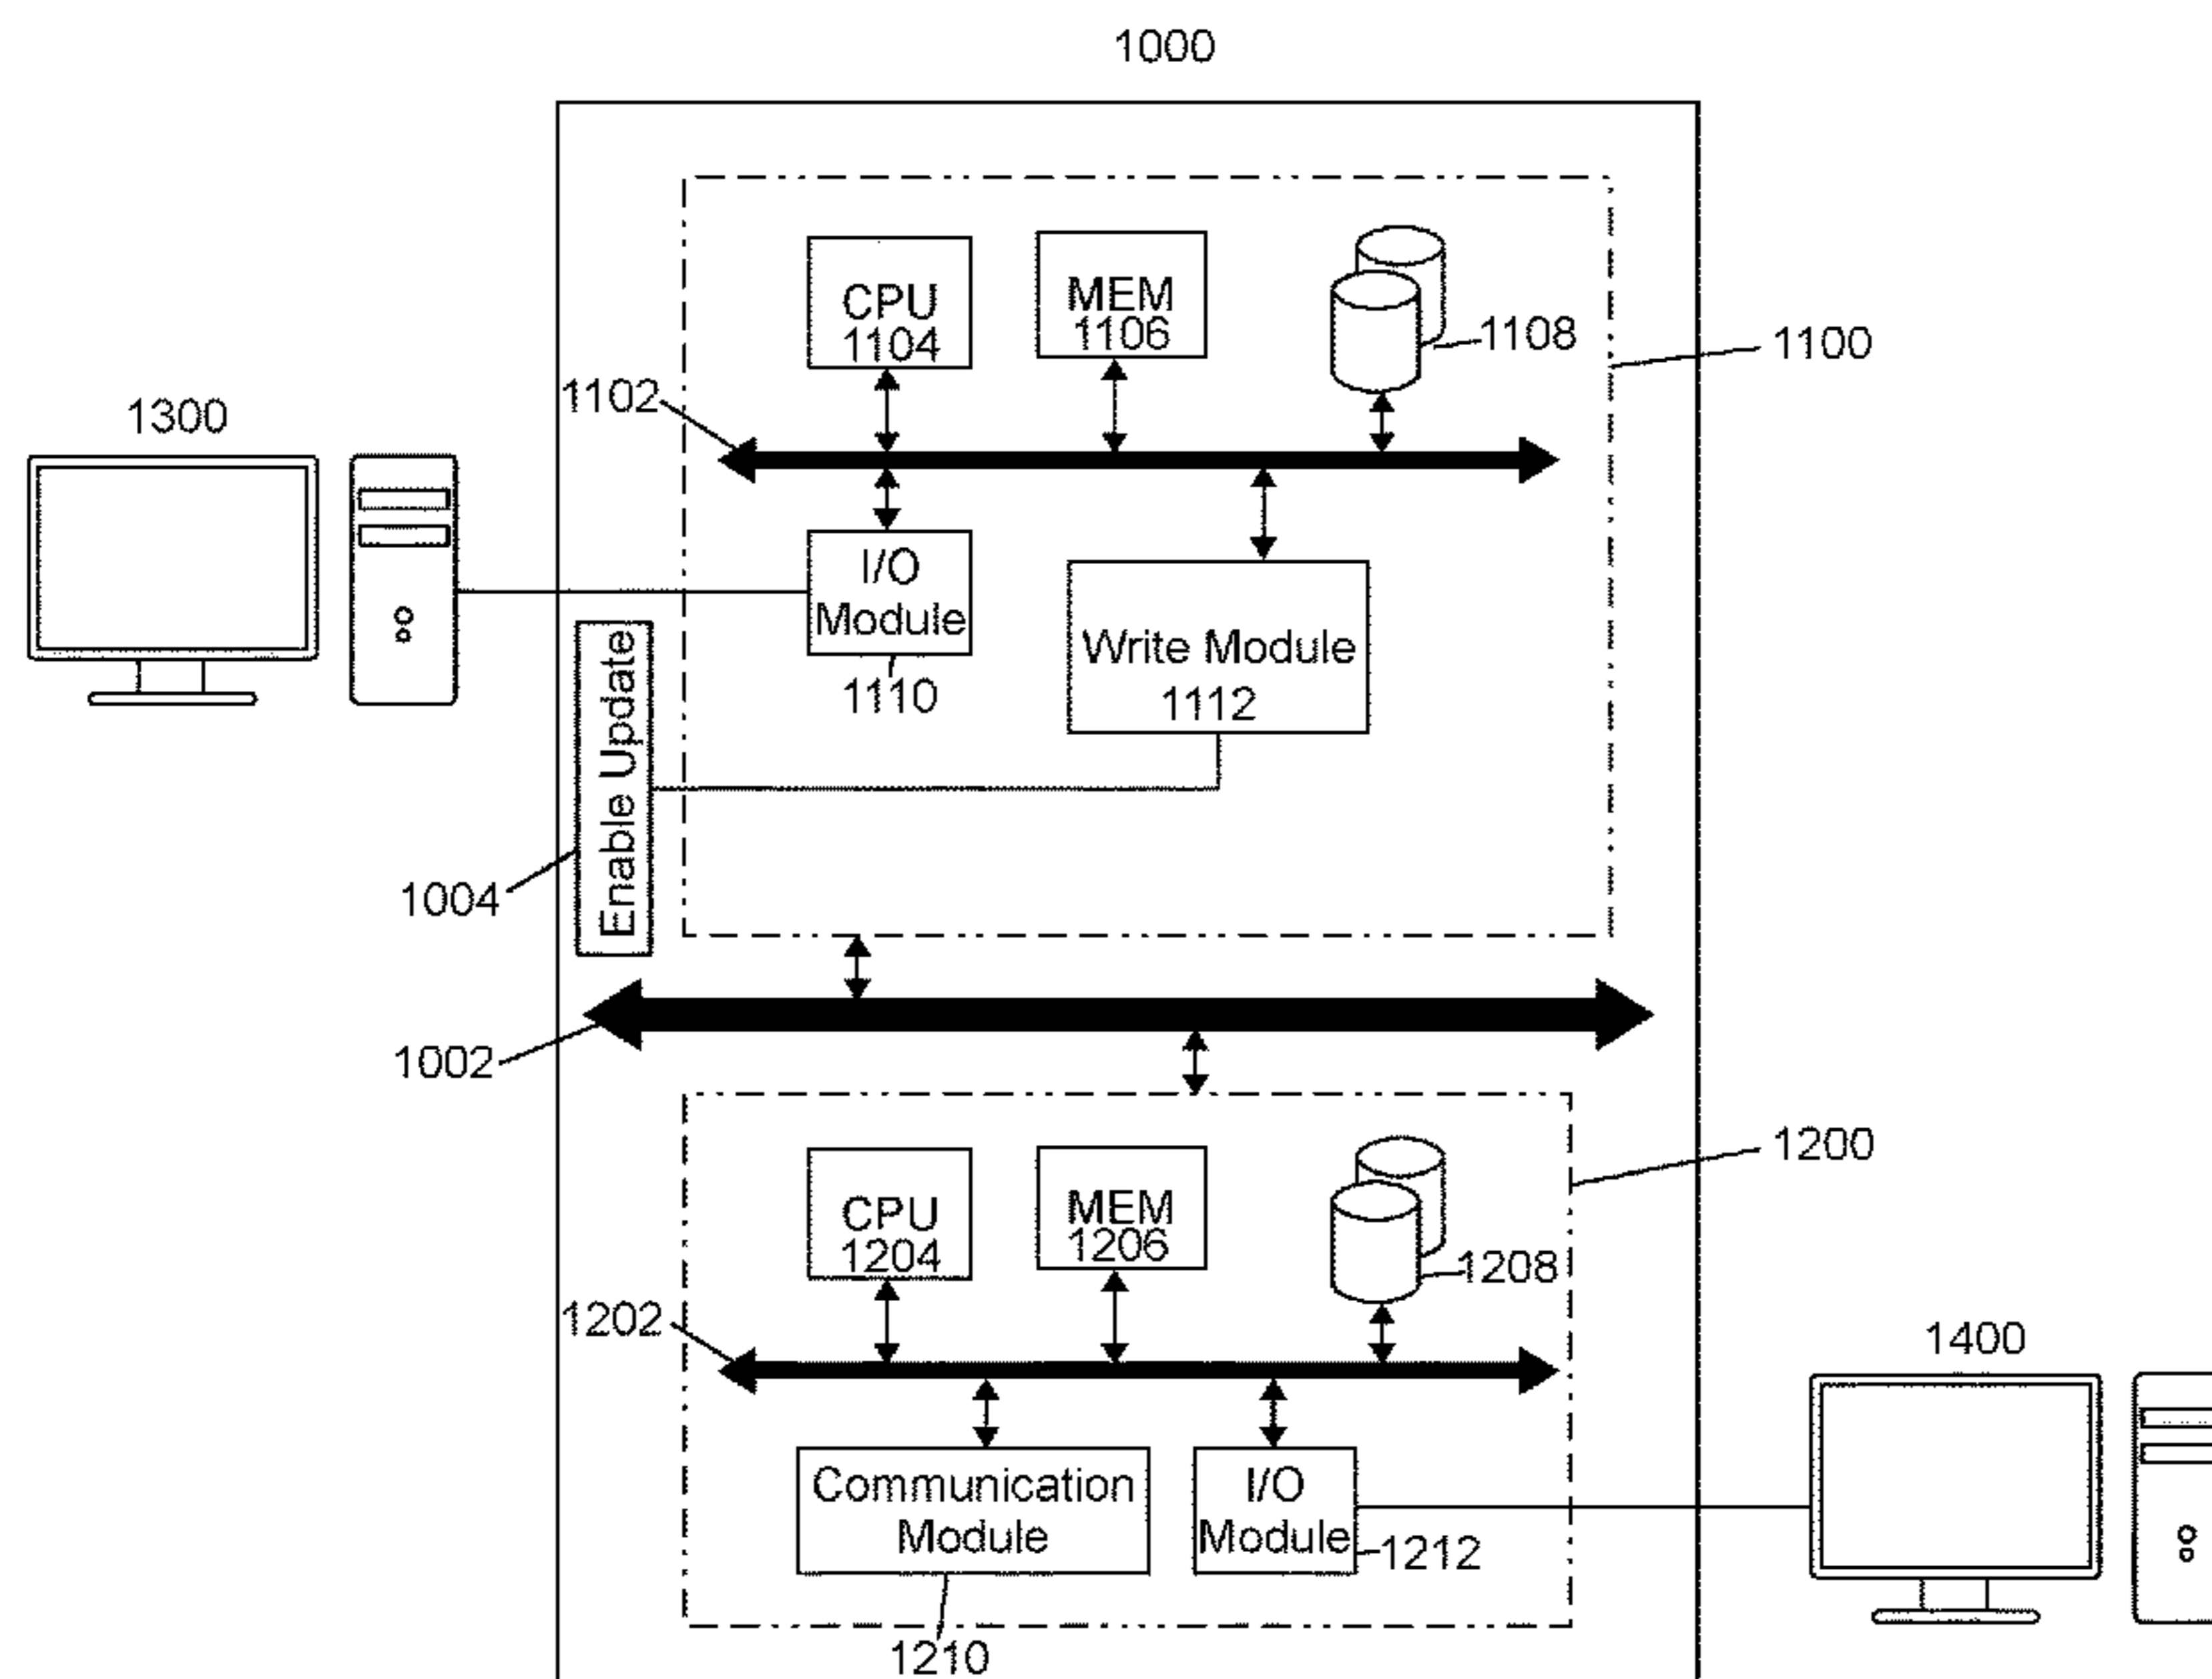 1000
CPU
1104
MEM
1106
1108
1100
1102
1300
I/O
Module
1110
Write Module
1112
Enable Update
1004
1002
1200
CPU
1204
MEM
1206
1208
1202
1400
Communication
Module
I/O
Module
1212
1210